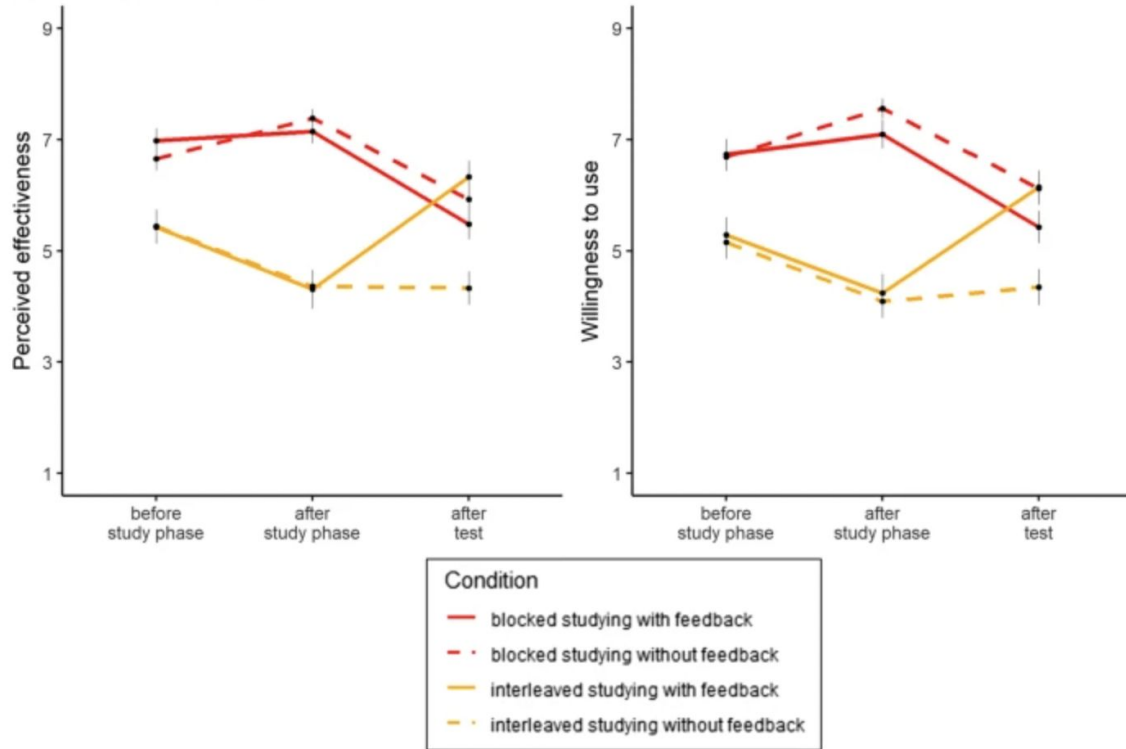 Perceived effectiveness
9
7
5
3
1
before
study phase
after
study phase
after
test
Willingness to use
9
7
5
3
1
before
study phase
after
study phase
after
test
Condition
blocked studying with feedback
blocked studying without feedback
interleaved studying with feedback
interleaved studying without feedback